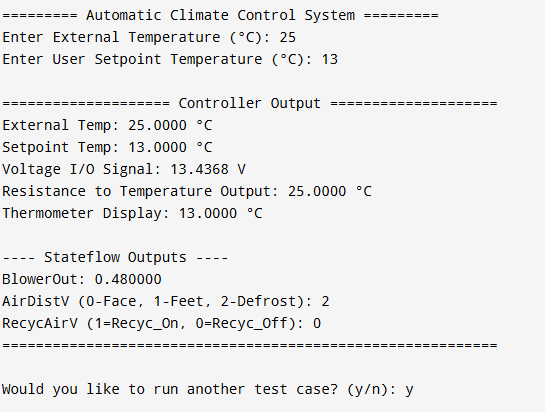 ========= Automatic Climate Control System =========
Enter External Temperature (°C): 25
Enter User Setpoint Temperature (°C): 13
==================== Controller Output ====================
External Temp: 25.0000 °C
Setpoint Temp: 13.0000 °C
Voltage I/O Signal: 13.4368 V
Resistance to Temperature Output: 25.0000 °C
Thermometer Display: 13.0000 °C
---- Stateflow Outputs ----
BlowerOut: 0.480000
AirDistV (0-Face, 1-Feet, 2-Defrost): 2
RecycAirV (1=Recyc_On, 0=Recyc_Off): 0
===========================================================
Would you like to run another test case? (y/n): y